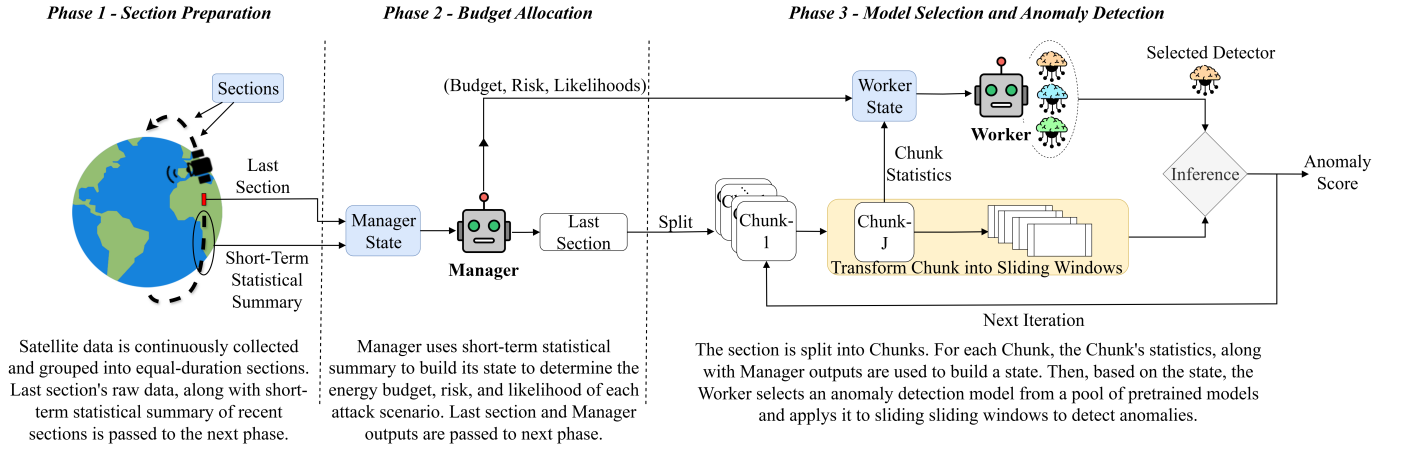 Phase 1 - Section Preparation
Phase 2 - Budget Allocation
Phase 3 - Model Selection and Anomaly Detection
Sections
Last
Section
Short-Term
Statistical
Summary
Manager
State
(Budget, Risk, Likelihoods)
Manager
Last
Section
Split
Chunk-
1
Chunk-
J
Transform Chunk into Sliding Windows
Chunk
Statistics
Worker
State
Worker
Selected Detector
Inference
Anomaly
Score
Next Iteration
Satellite data is continuously collected
and grouped into equal-duration sections.
Last section's raw data, along with short-
term statistical summary of recent
sections is passed to the next phase.
Manager uses short-term statistical
summary to build its state to determine the
energy budget, risk, and likelihood of each
attack scenario. Last section and Manager
outputs are passed to next phase.
The section is split into Chunks. For each Chunk, the Chunk's statistics, along
with Manager outputs are used to build a state. Then, based on the state, the
Worker selects an anomaly detection model from a pool of pretrained models
and applys it to sliding sliding windows to detect anomalies.